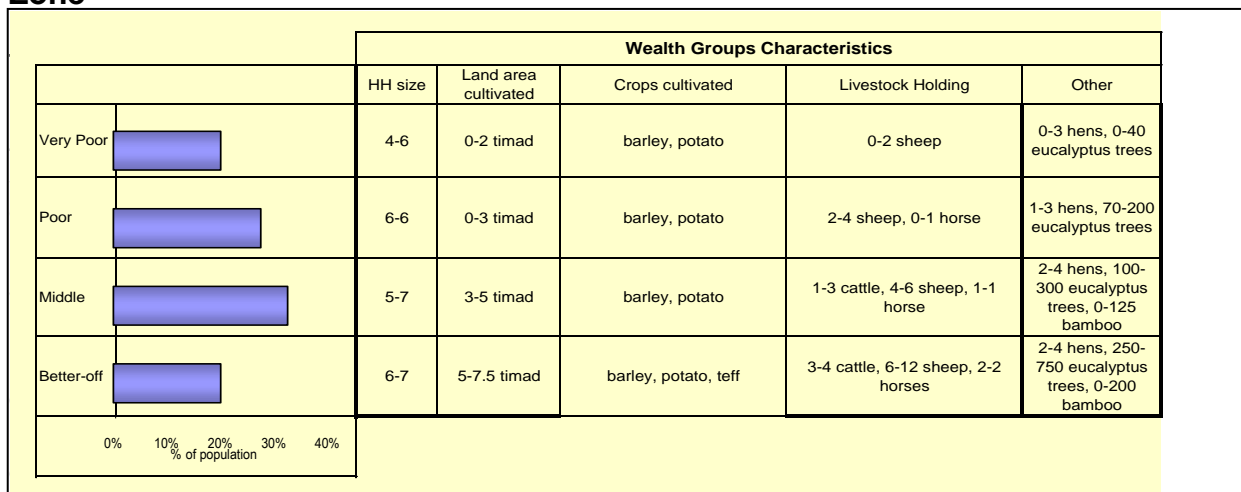 Wealth Groups Characteristics
HH size
Land area
cultivated
Crops cultivated
Livestock Holding
Other
Very Poor
4-6
0-2 timad
barley, potato
0-2 sheep
0-3 hens, 0-40
eucalyptus trees
Poor
6-6
0-3 timad
barley, potato
2-4 sheep, 0-1 horse
1-3 hens, 70-200
eucalyptus trees
Middle
5-7
3-5 timad
barley, potato
1-3 cattle, 4-6 sheep, 1-1
horse
2-4 hens, 100-
300 eucalyptus
trees, 0-125
bamboo
Better-off
6-7
5-7.5 timad
barley, potato, teff
3-4 cattle, 6-12 sheep, 2-2
horses
2-4 hens, 250-
750 eucalyptus
trees, 0-200
bamboo
0% 10% 20% 30% 40%
% of population